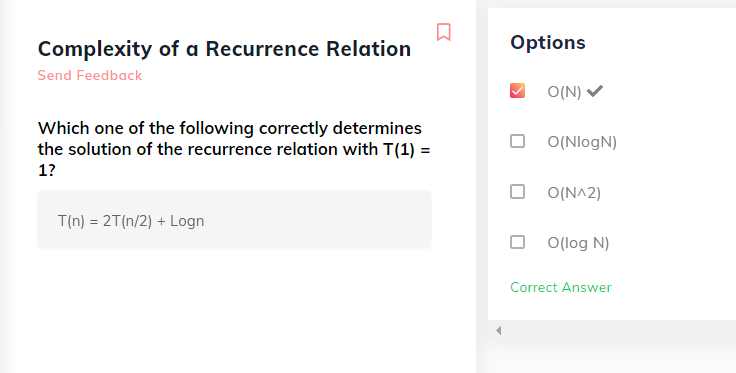 Complexity of a Recurrence Relation
Send Feedback
Which one of the following correctly determines
the solution of the recurrence relation with T(1) =
1?
T(n) = 2T(n/2) + Logn
Options
O(N)
O(NlogN)
O(N^2)
O(log N)
Correct Answer